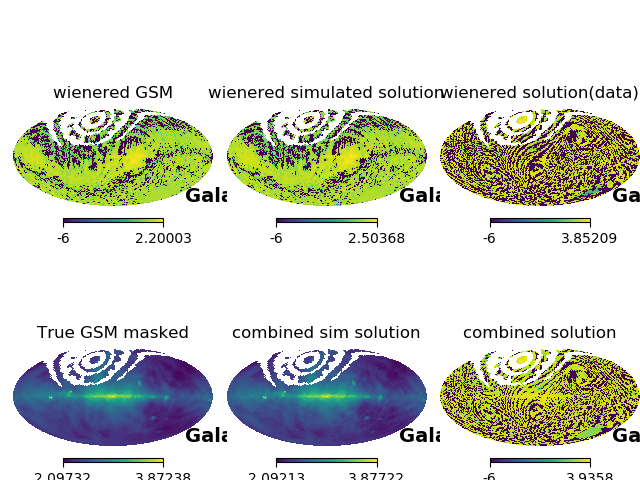 wienered GSM
wienered simulated solution
wienered solution(data)
Gala
Gala
Ga
-6 2.20003
-6 2.50368
-6 3.85209
True GSM masked
combined sim solution
combined solution
Gala
Gala
Ga
2.09732 3.87238
2.09213 3.87722
-6 3.9358